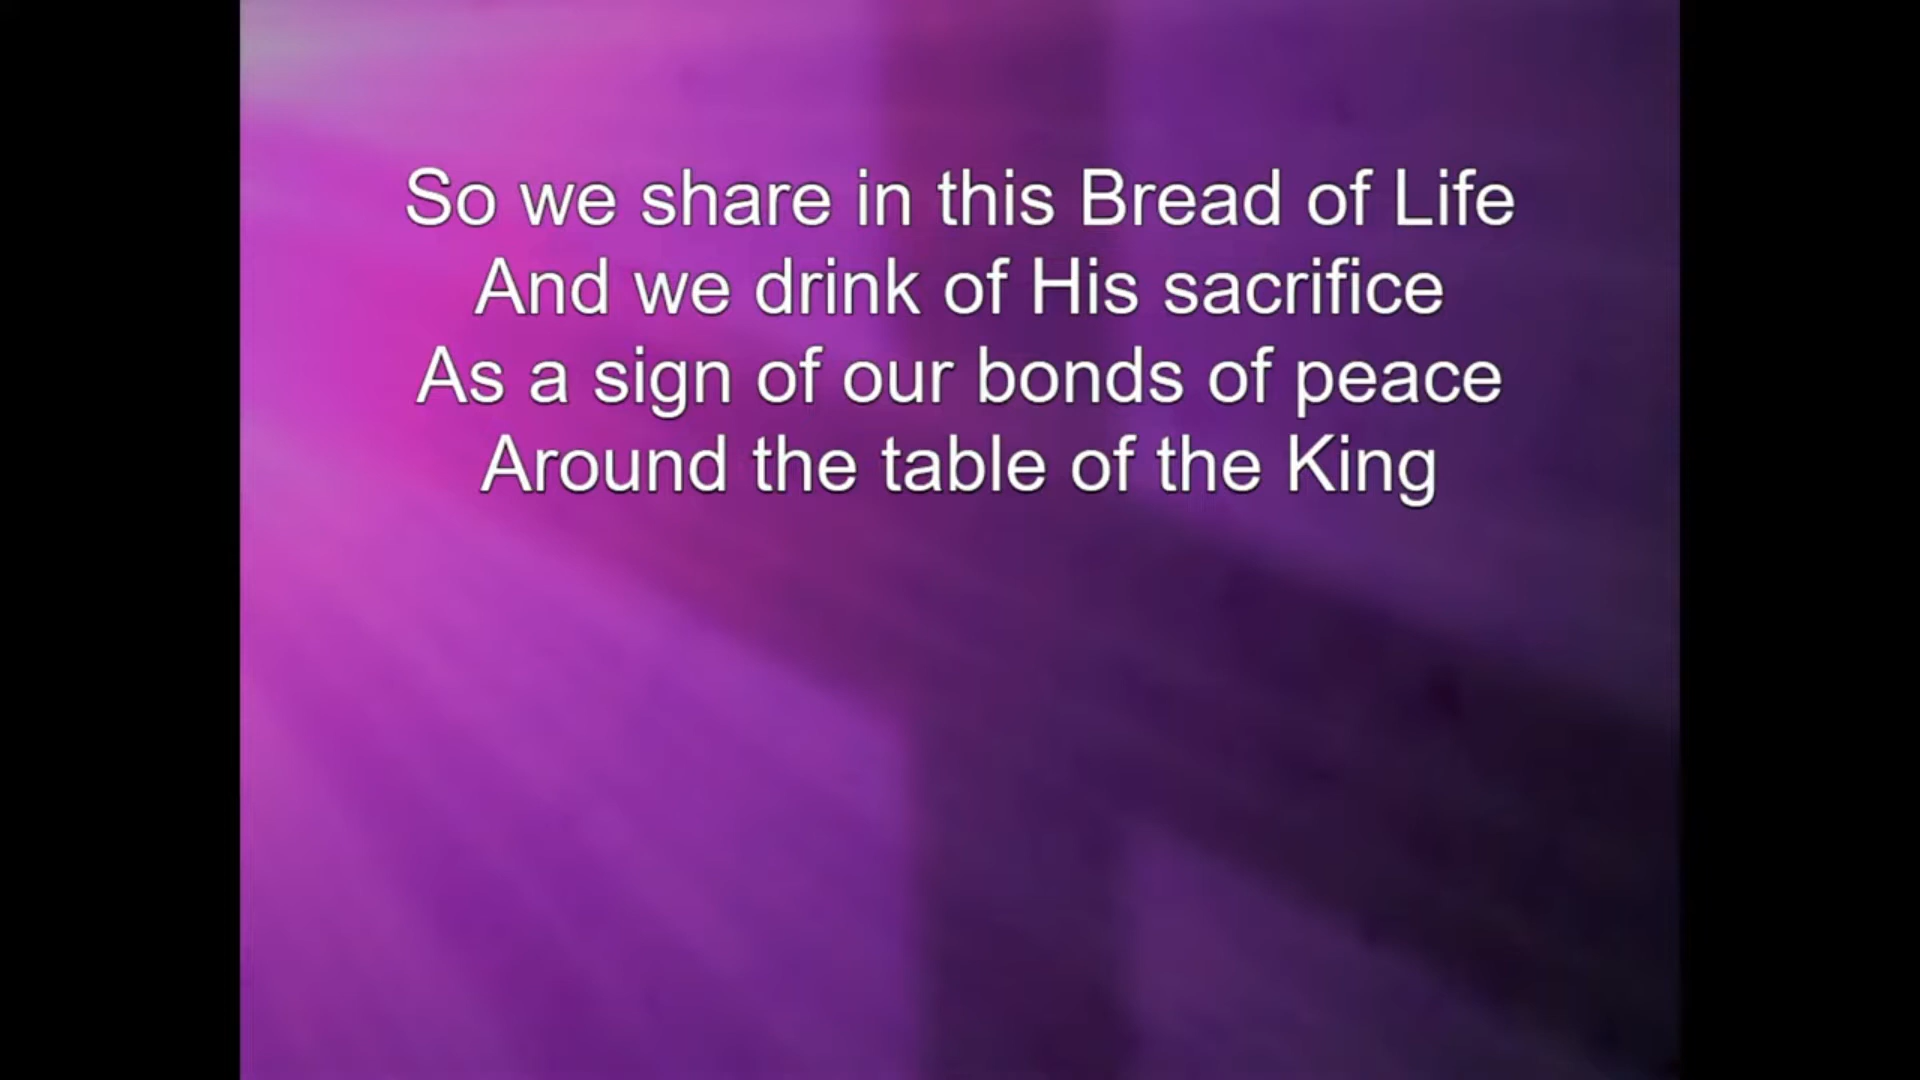 So we share in this Bread of Life
And we drink of His sacrifice
As a sign of our bonds of peace
Around the table of the King